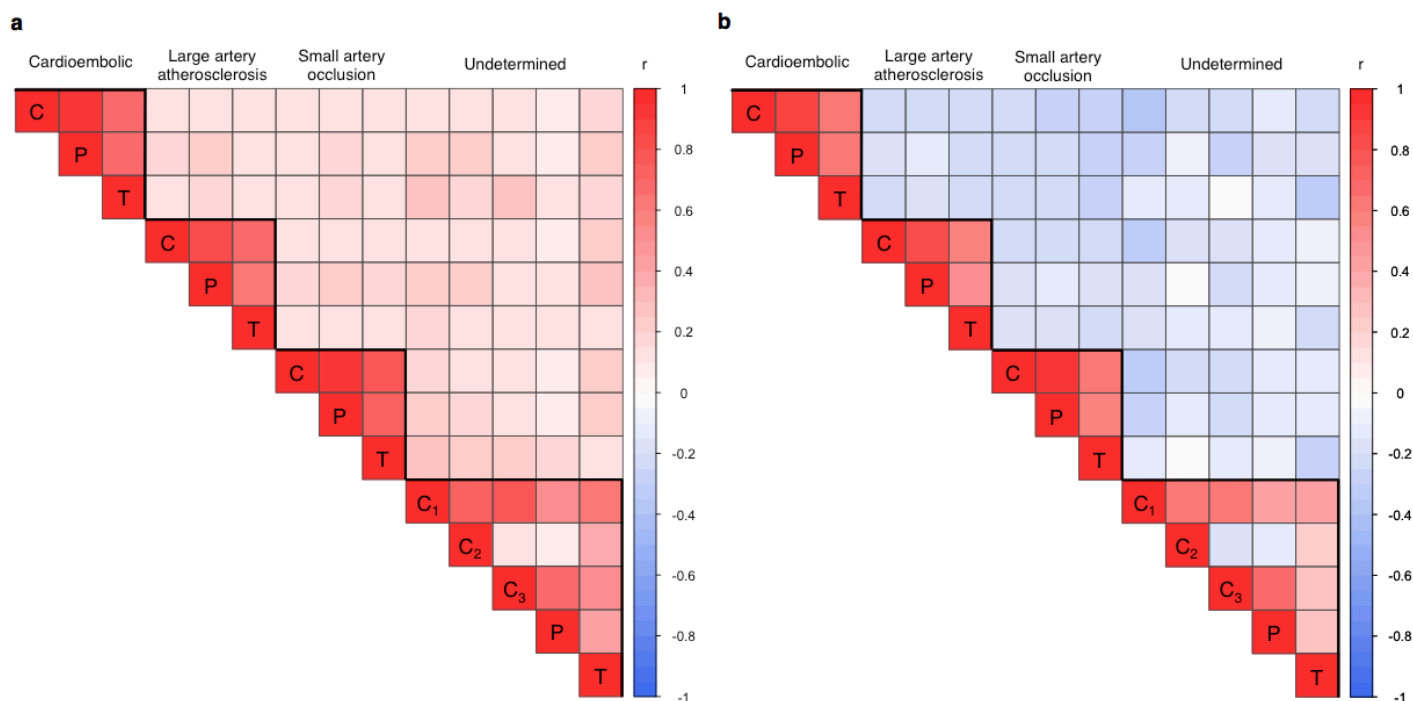 a
Cardioembolic
Large artery
atherosclerosis
Small artery
occlusion
Undetermined
r
C
P
T
C
P
T
C
P
T
C₁
C₂
C₃
P
T
1
0.8
0.6
0.4
0.2
0
-0.2
-0.4
-0.6
-0.8
-1
b
Cardioembolic
Large artery
atherosclerosis
Small artery
occlusion
Undetermined
r
C
P
T
C
P
T
C
P
T
C₁
C₂
C₃
P
T
1
0.8
0.6
0.4
0.2
0
-0.2
-0.4
-0.6
-0.8
-1